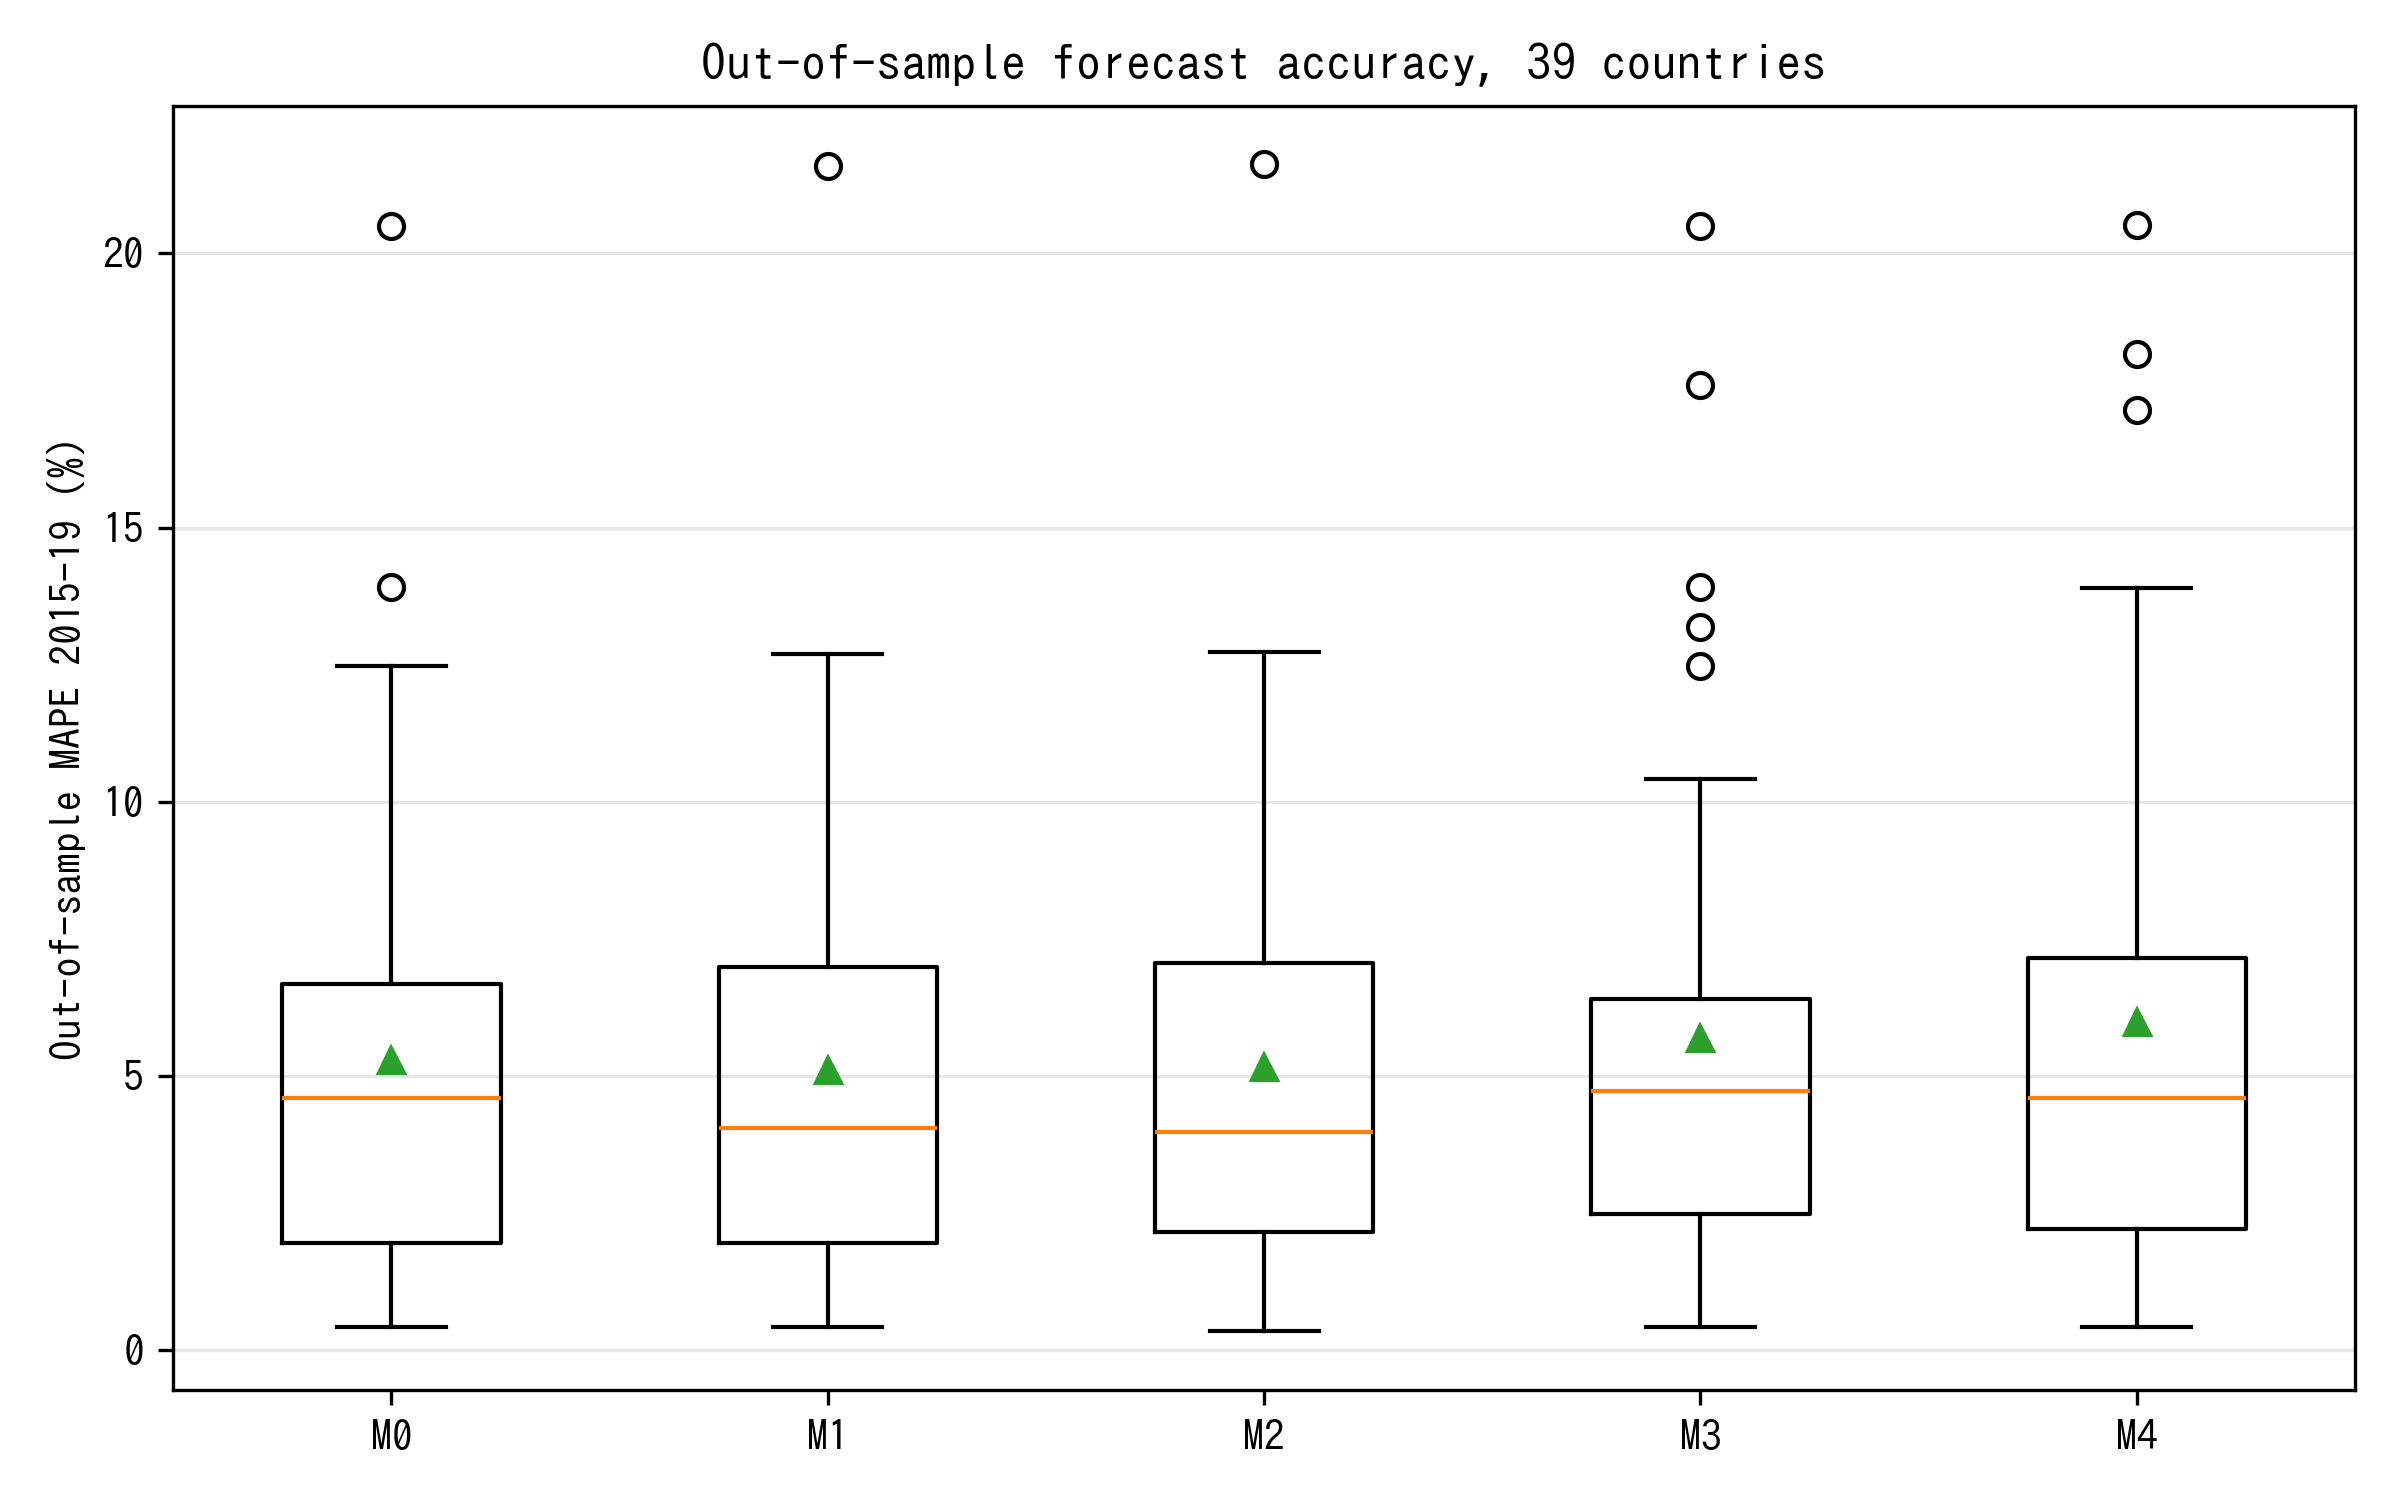 Out-of-sample forecast accuracy, 39 countries
Out-of-sample MAPE 2015-19 (%)
20
15
10
5
0
M0
M1
M2
M3
M4